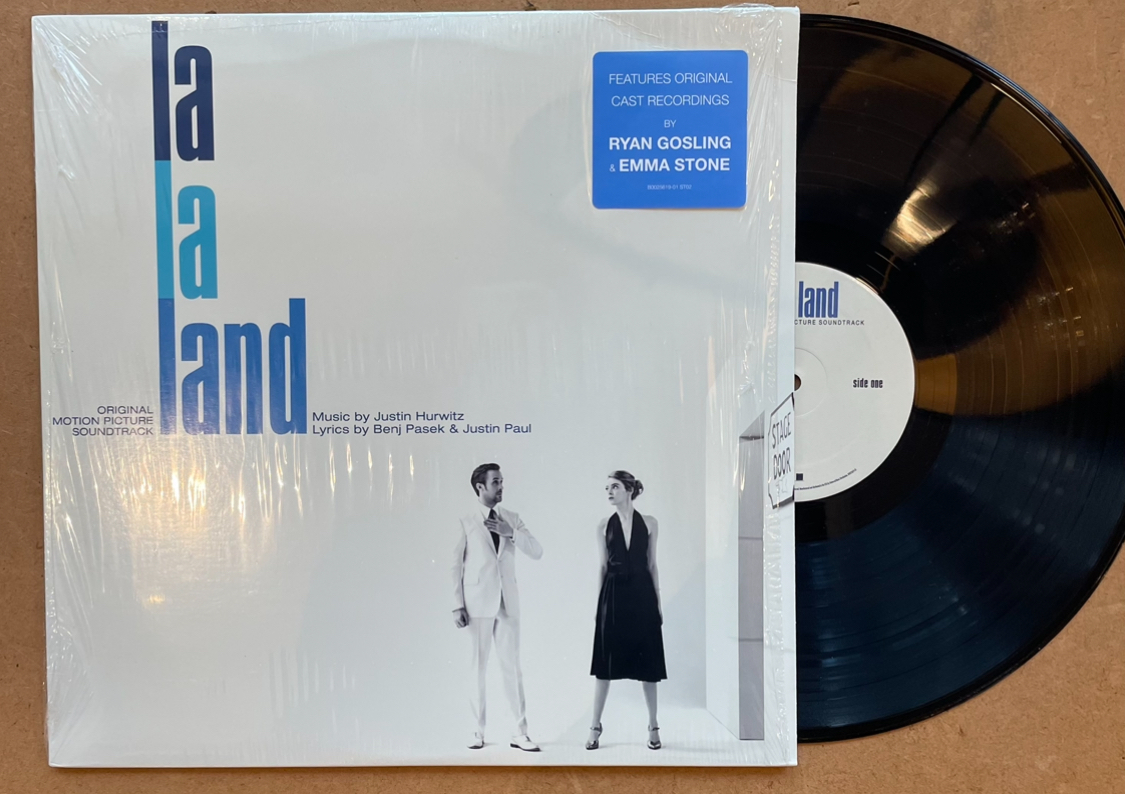 la
la
land
ORIGINAL
MOTION PICTURE
SOUNDTRACK
Music by Justin Hurwitz
Lyrics by Benj Pasek & Justin Paul
FEATURES ORIGINAL
CAST RECORDINGS
BY
RYAN GOSLING
& EMMA STONE
STAGE
DOOR
land
CTURE SOUNDTRACK
side one